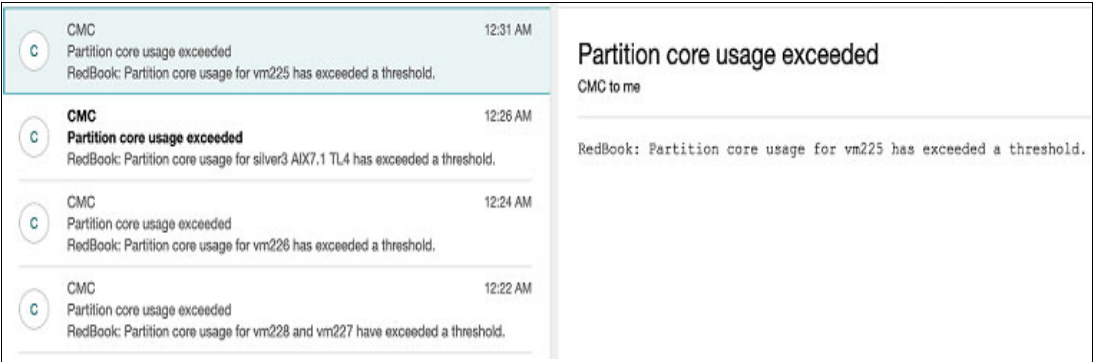 C
CMC
12:31 AM
Partition core usage exceeded
RedBook: Partition core usage for vm225 has exceeded a threshold.
C
CMC
12:26 AM
Partition core usage exceeded
RedBook: Partition core usage for silver3 AIX7.1 TL4 has exceeded a threshold.
C
CMC
12:24 AM
Partition core usage exceeded
RedBook: Partition core usage for vm226 has exceeded a threshold.
C
CMC
12:22 AM
Partition core usage exceeded
RedBook: Partition core usage for vm228 and vm227 have exceeded a threshold.
Partition core usage exceeded
CMC to me
RedBook: Partition core usage for vm225 has exceeded a threshold.